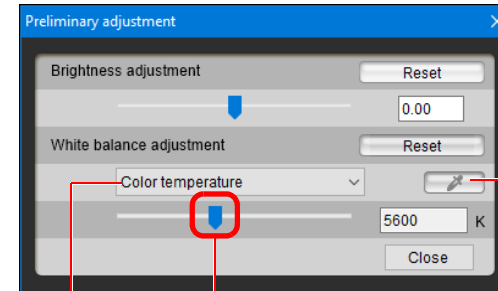 Preliminary adjustment
Brightness adjustment Reset
0.00
White balance adjustment Reset
Color temperature
5600 K
Close